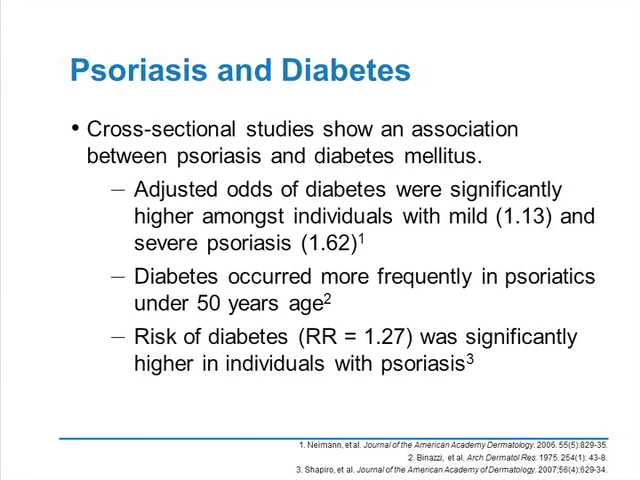 Psoriasis and Diabetes
• Cross-sectional studies show an association
between psoriasis and diabetes mellitus.
– Adjusted odds of diabetes were significantly
higher amongst individuals with mild (1.13) and
severe psoriasis (1.62)1
– Diabetes occurred more frequently in psoriatics
under 50 years age2
– Risk of diabetes (RR = 1.27) was significantly
higher in individuals with psoriasis3
1. Neimann, et al. Journal of the American Academy Dermatology. 2006. 55(5):829-35.
2. Binazzi, et al. Arch Dermatol Res. 1975. 254(1): 43-8.
3. Shapiro, et al. Journal of the American Academy of Dermatology. 2007;56(4):629-34.